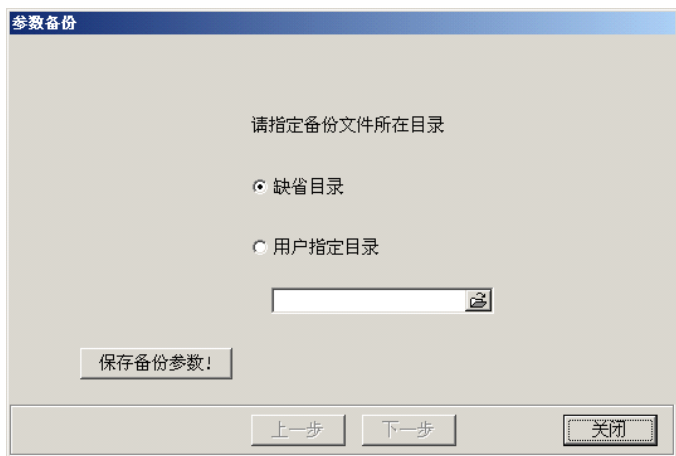 参数备份
请指定备份文件所在目录
缺省目录
用户指定目录
保存备份参数!
上一步
下一步
关闭